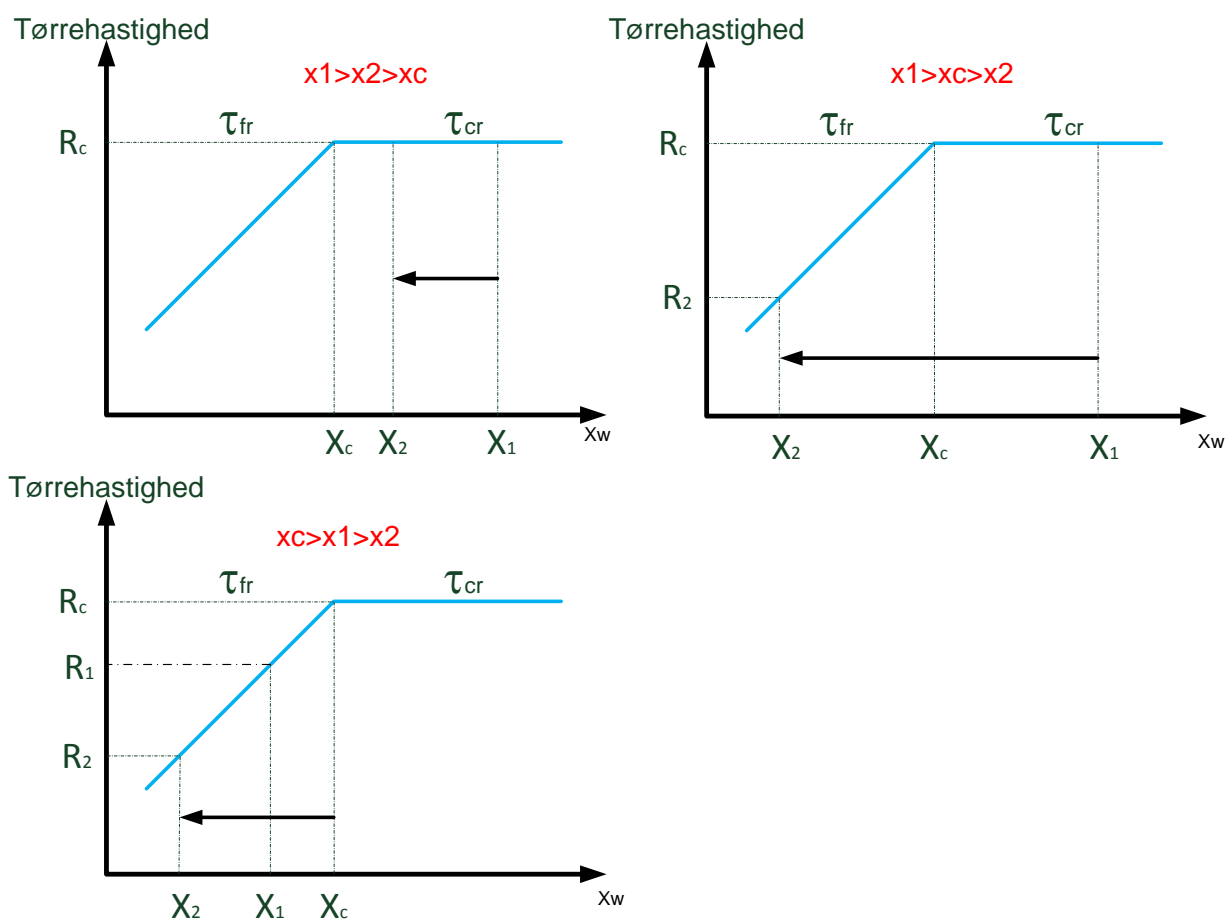 Tørrehastighed
x1>x2>xc
τfr
τcr
Rc
Xc
X2
X1
Xw
Tørrehastighed
x1>xc>x2
τfr
τcr
Rc
R2
X2
Xc
X1
Xw
Tørrehastighed
xc>x1>x2
τfr
τcr
Rc
R1
R2
X2
X1
Xc
Xw